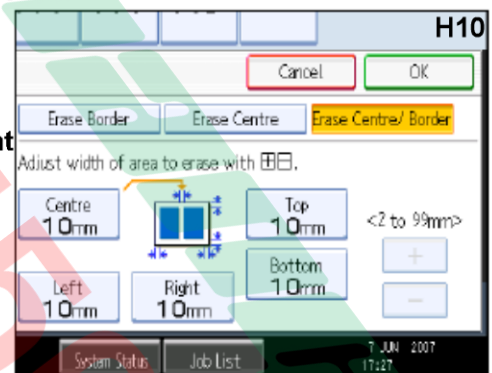 H10
Cancel OK
Erase Border Erase Centre Erase Centre/ Border
nt
Adjust width of area to erase with ⊞⊟.
Centre
10mm
Top
10mm
<2 to 99mm>
+
Left
10mm
Right
10mm
Bottom
10mm
−
System Status Job List
7 JUN 2007
17:27